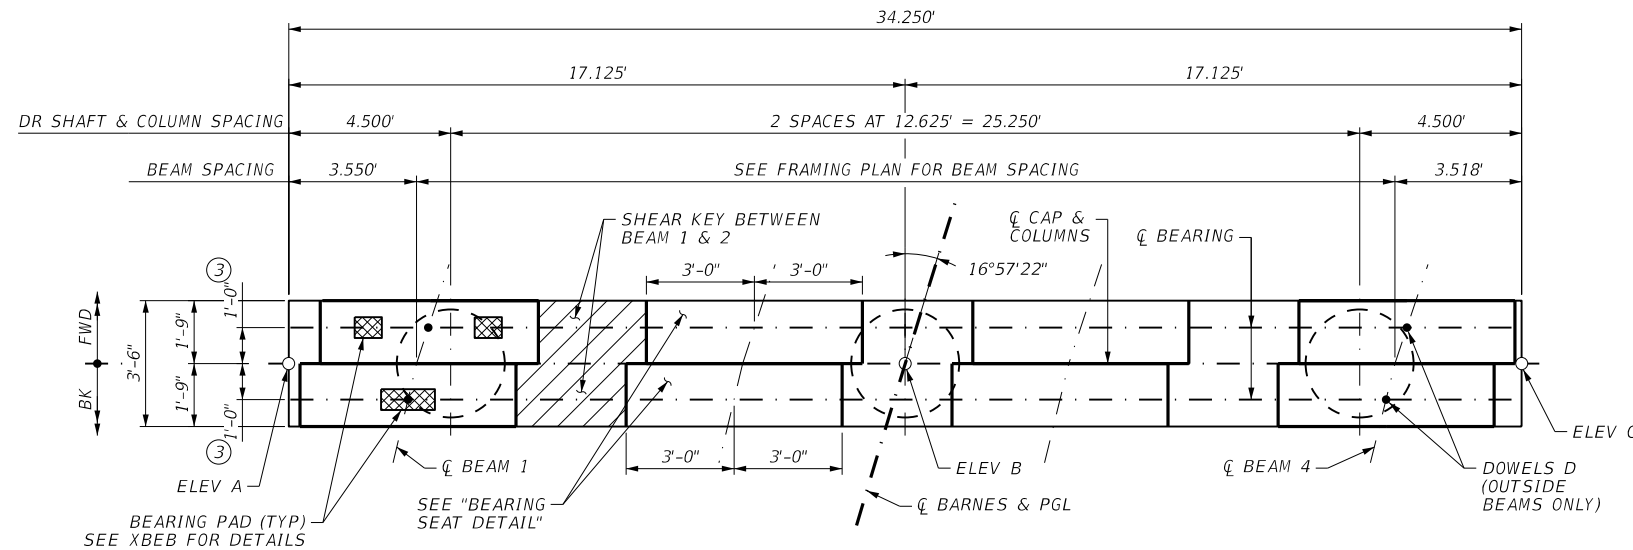 34.250'
17.125'
17.125'
DR SHAFT & COLUMN SPACING
4.500'
2 SPACES AT 12.625' = 25.250'
4.500'
BEAM SPACING
3.550'
SEE FRAMING PLAN FOR BEAM SPACING
3.518'
SHEAR KEY BETWEEN
BEAM 1 & 2
℄ CAP &
COLUMNS
℄ BEARING
3'-0"
3'-0"
16°57'22"
3
1'-0"
FWD
BK
3'-6"
1'-9"
1'-9"
1'-0"
3
3'-0"
3'-0"
℄ BEAM 1
ELEV A
ELEV B
℄ BEAM 4
ELEV C
DOWELS D
(OUTSIDE
BEAMS ONLY)
SEE "BEARING
SEAT DETAIL"
℄ BARNES & PGL
BEARING PAD (TYP)
SEE XBEB FOR DETAILS